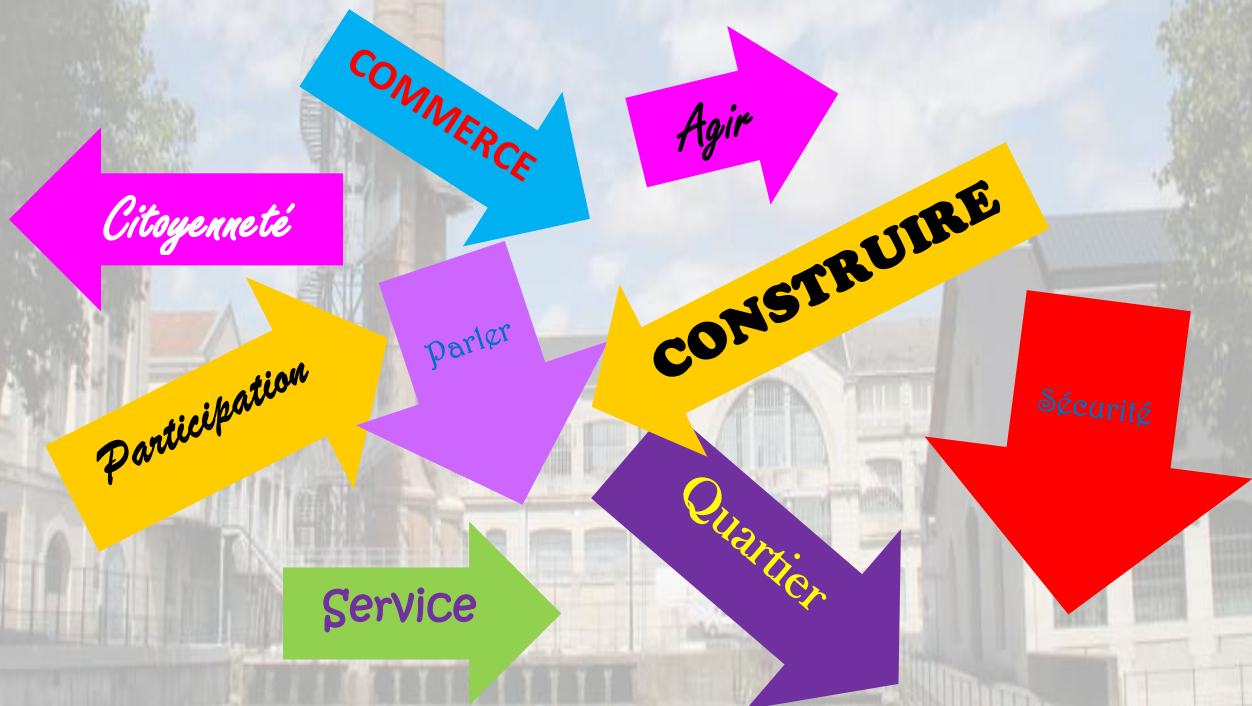 COMMERCE
Agir
Citoyenneté
CONSTRUIRE
Parler
Participation
Sécurité
Quartier
Service